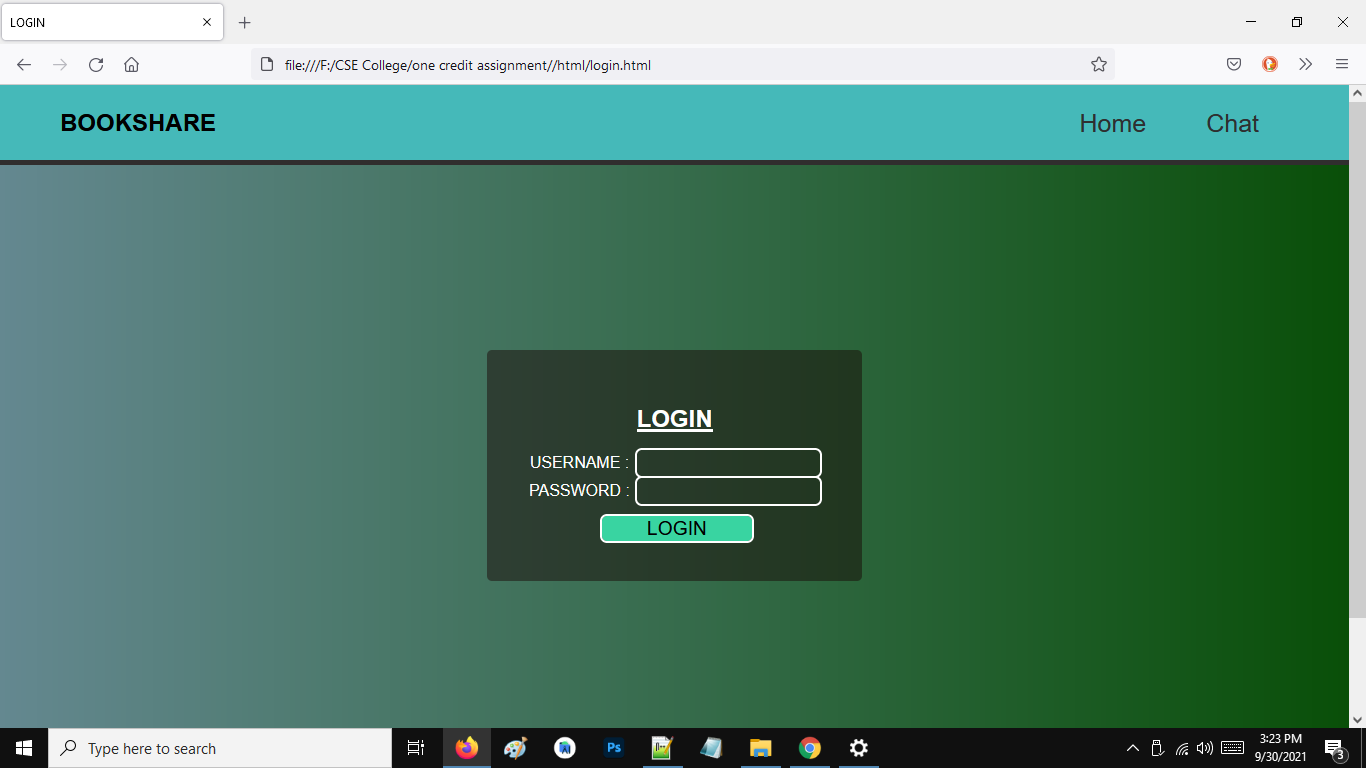 LOGIN
file:///F:/CSE College/one credit assignment//html/login.html
BOOKSHARE
Home
Chat
LOGIN
USERNAME :
PASSWORD :
LOGIN
Type here to search
Ps
3:23 PM
9/30/2021
3